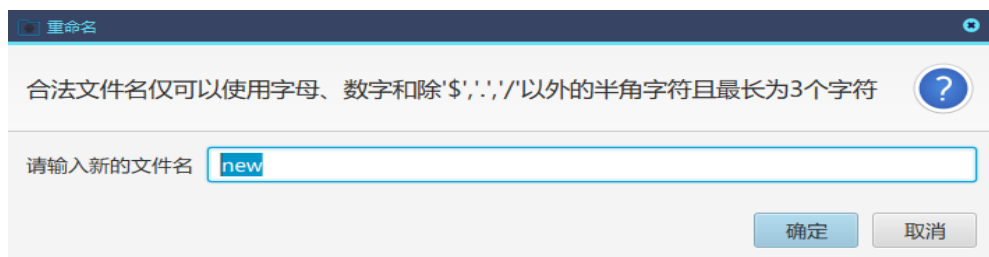 重命名
合法文件名仅可以使用字母、数字和除'$','.','/'以外的半角字符且最长为3个字符
?
请输入新的文件名 new
确定 取消